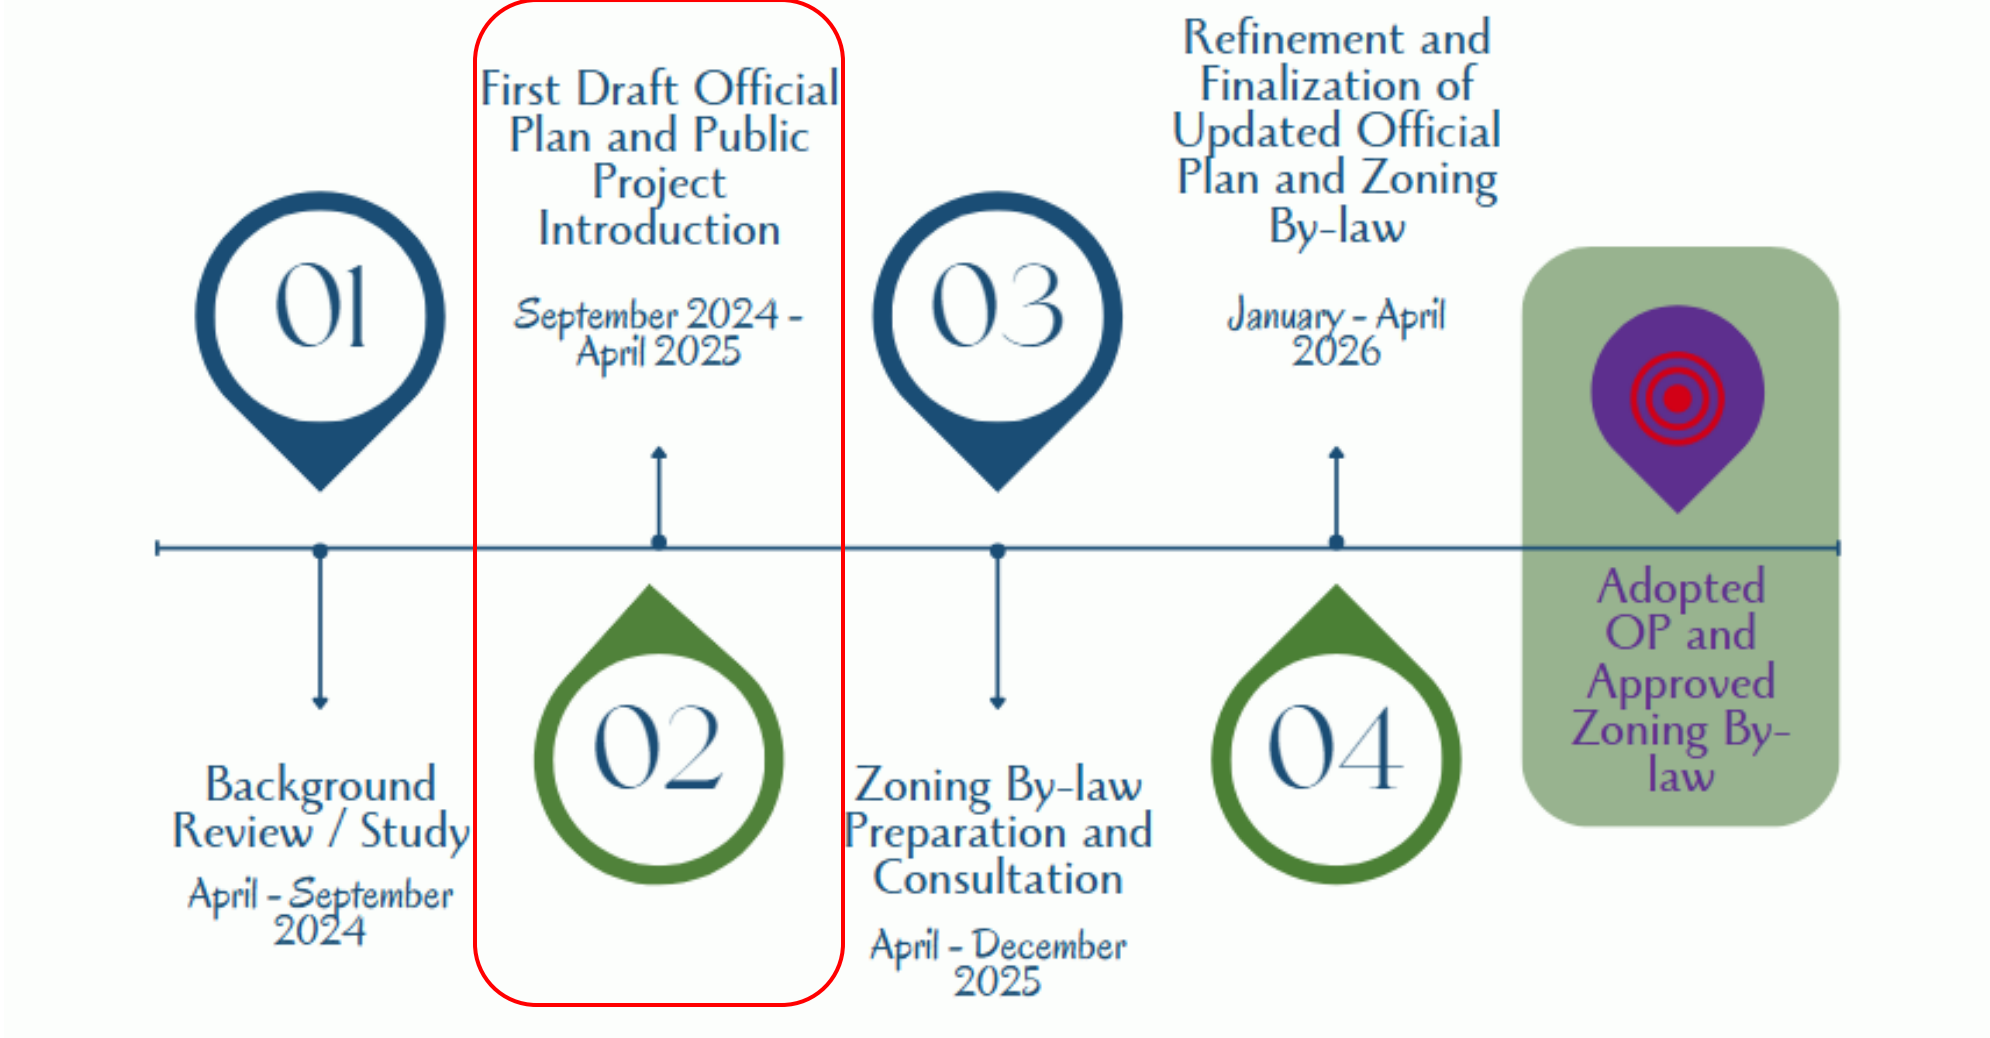 01
Background
Review / Study
April - September
2024
First Draft Official
Plan and Public
Project
Introduction
September 2024 -
April 2025
02
03
Zoning By-law
Preparation and
Consultation
April - December
2025
Refinement and
Finalization of
Updated Official
Plan and Zoning
By-law
January - April
2026
04
Adopted
OP and
Approved
Zoning By-
law